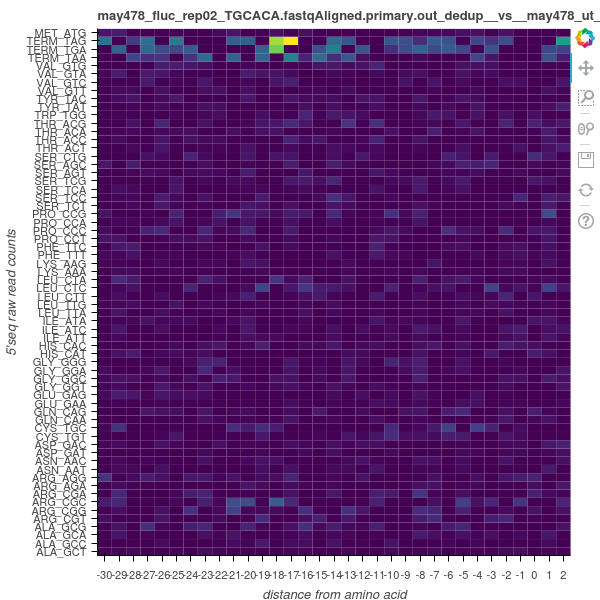 may478_fluc_rep02_TGCACA.fastqAligned.primary.out_dedup__vs__may478_ut_
MET_ATG
TERM_TAG
TERM_TGA
TERM_TAA
VAL_GTG
VAL_GTA
VAL_GTC
VAL_GTT
TYR_TAC
TYR_TAT
TRP_TGG
THR_ACG
THR_ACA
THR_ACC
THR_ACT
SER_CTG
SER_AGC
SER_AGT
SER_TCG
SER_TCA
SER_TCC
SER_TCT
PRO_CCG
PRO_CCA
PRO_CCC
PRO_CCT
PHE_TTC
PHE_TTT
LYS_AAG
LYS_AAA
LEU_CTA
LEU_CTC
LEU_CTT
LEU_TTG
LEU_TTA
ILE_ATA
ILE_ATC
ILE_ATT
HIS_CAC
HIS_CAT
GLY_GGG
GLY_GGA
GLY_GGC
GLY_GGT
GLU_GAG
GLU_GAA
GLN_CAG
GLN_CAA
CYS_TGC
CYS_TGT
ASP_GAC
ASP_GAT
ASN_AAC
ASN_AAT
ARG_AGG
ARG_AGA
ARG_CGA
ARG_CGC
ARG_CGG
ARG_CGT
ALA_GCG
ALA_GCA
ALA_GCC
ALA_GCT
5'seq raw read counts
-30 -29 -28 -27 -26 -25 -24 -23 -22 -21 -20 -19 -18 -17 -16 -15 -14 -13 -12 -11 -10 -9 -8 -7 -6 -5 -4 -3 -2 -1 0 1 2
distance from amino acid